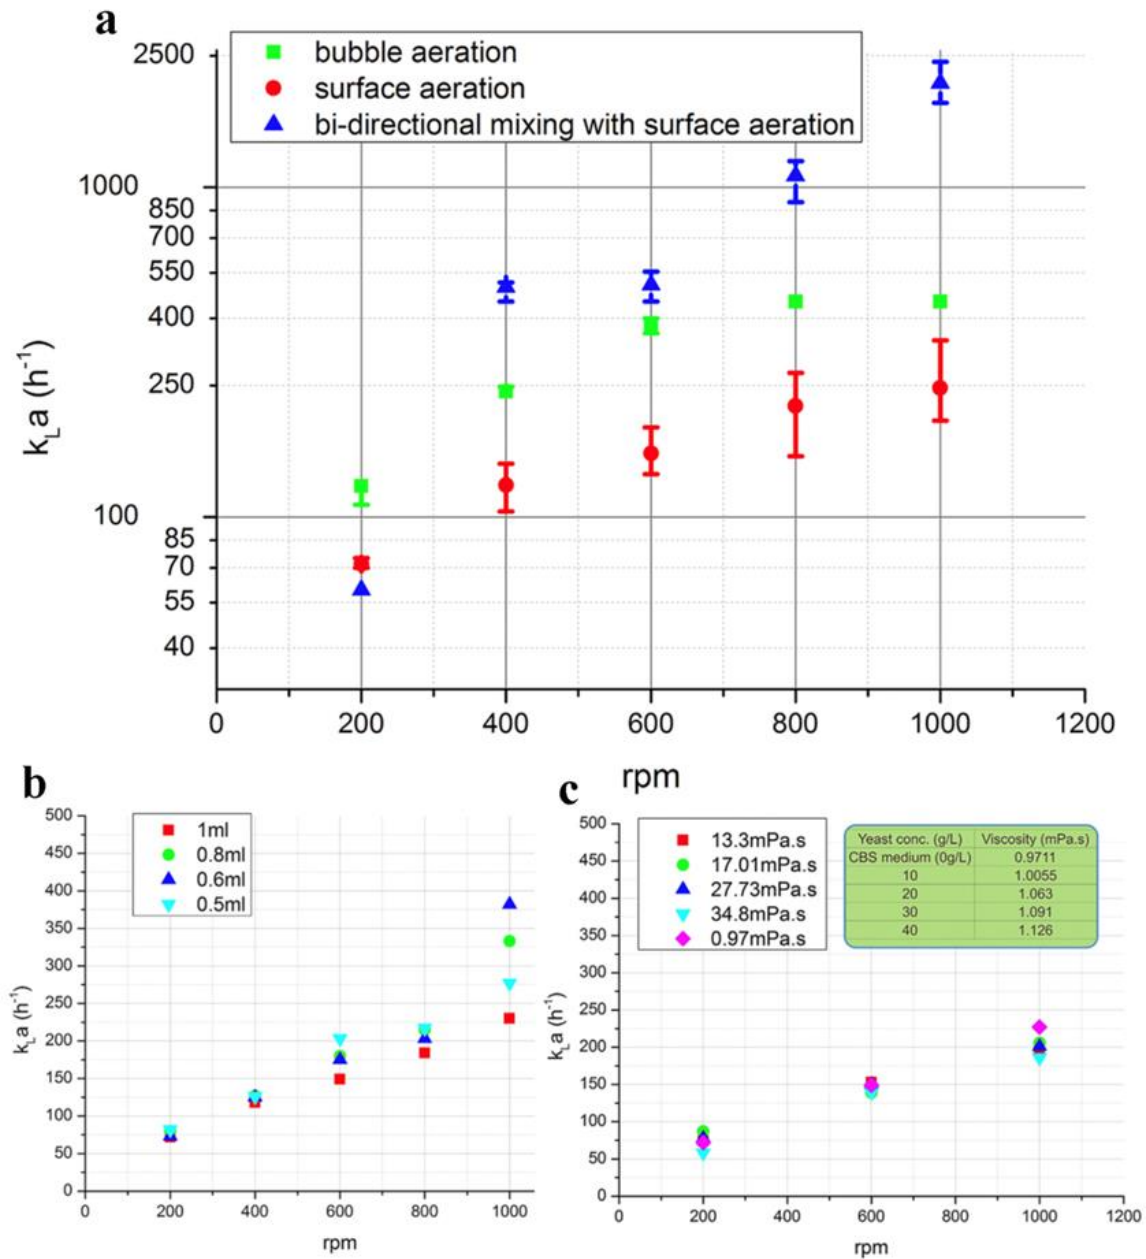 a
bubble aeration
surface aeration
bi-directional mixing with surface aeration
2500
1000
850
700
550
400
250
100
85
70
55
40
kLa (h-1)
0 200 400 600 800 1000 1200
rpm
b
1ml
0.8ml
0.6ml
0.5ml
500
450
400
350
300
250
200
150
100
50
0
kLa (h-1)
0 200 400 600 800 1000
rpm
c
13.3mPa.s
17.01mPa.s
27.73mPa.s
34.8mPa.s
0.97mPa.s
Yeast conc. (g/L) Viscosity (mPa.s)
CBS medium (0g/L) 0.9711
10 1.0055
20 1.063
30 1.091
40 1.126
500
450
400
350
300
250
200
150
100
50
0
kLa (h-1)
0 200 400 600 800 1000 1200
rpm